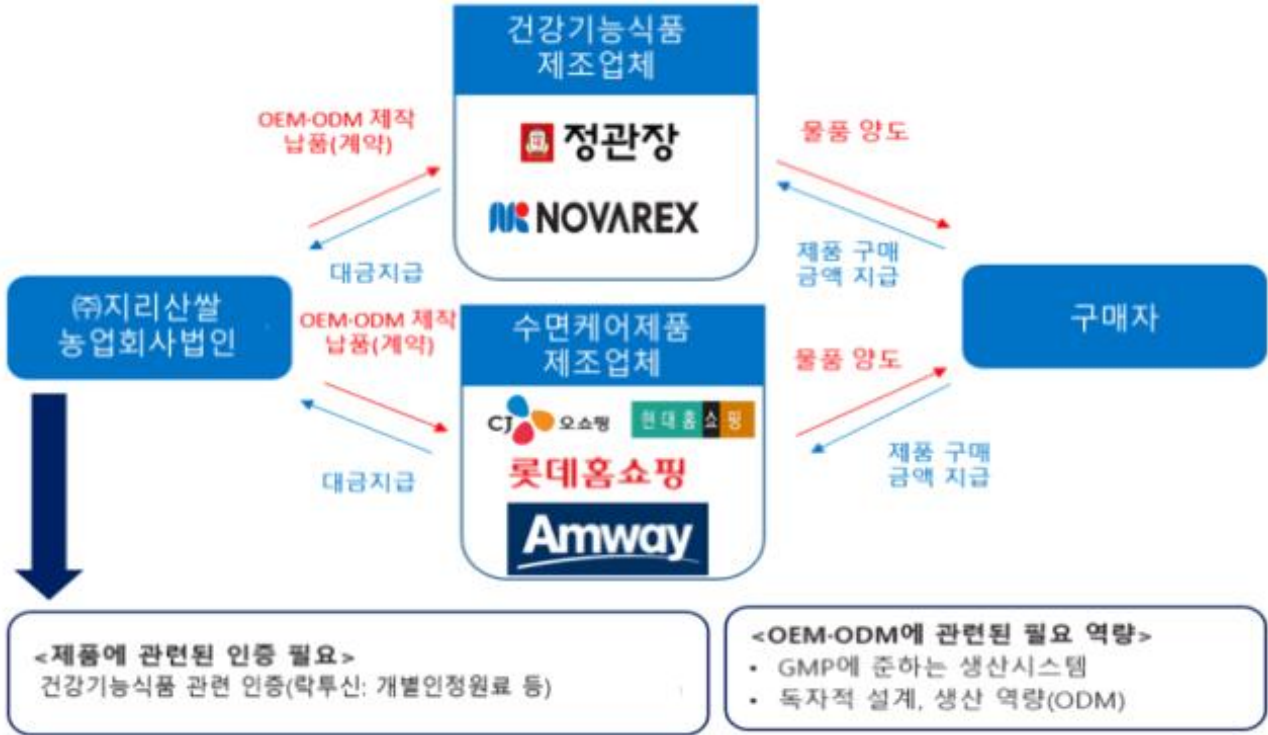 건강기능식품
제조업체
정관장
NOVAREX
OEM·ODM 제작
납품(계약)
대금지급
물품 양도
제품 구매
금액 지급
㈜지리산쌀
농업회사법인
OEM·ODM 제작
납품(계약)
대금지급
수면케어제품
제조업체
CJ 오쇼핑
현대홈쇼핑
롯데홈쇼핑
Amway
물품 양도
제품 구매
금액 지급
구매자
<제품에 관련된 인증 필요>
건강기능식품 관련 인증(락투신: 개별인정원료 등)
<OEM·ODM에 관련된 필요 역량>
• GMP에 준하는 생산시스템
• 독자적 설계, 생산 역량(ODM)